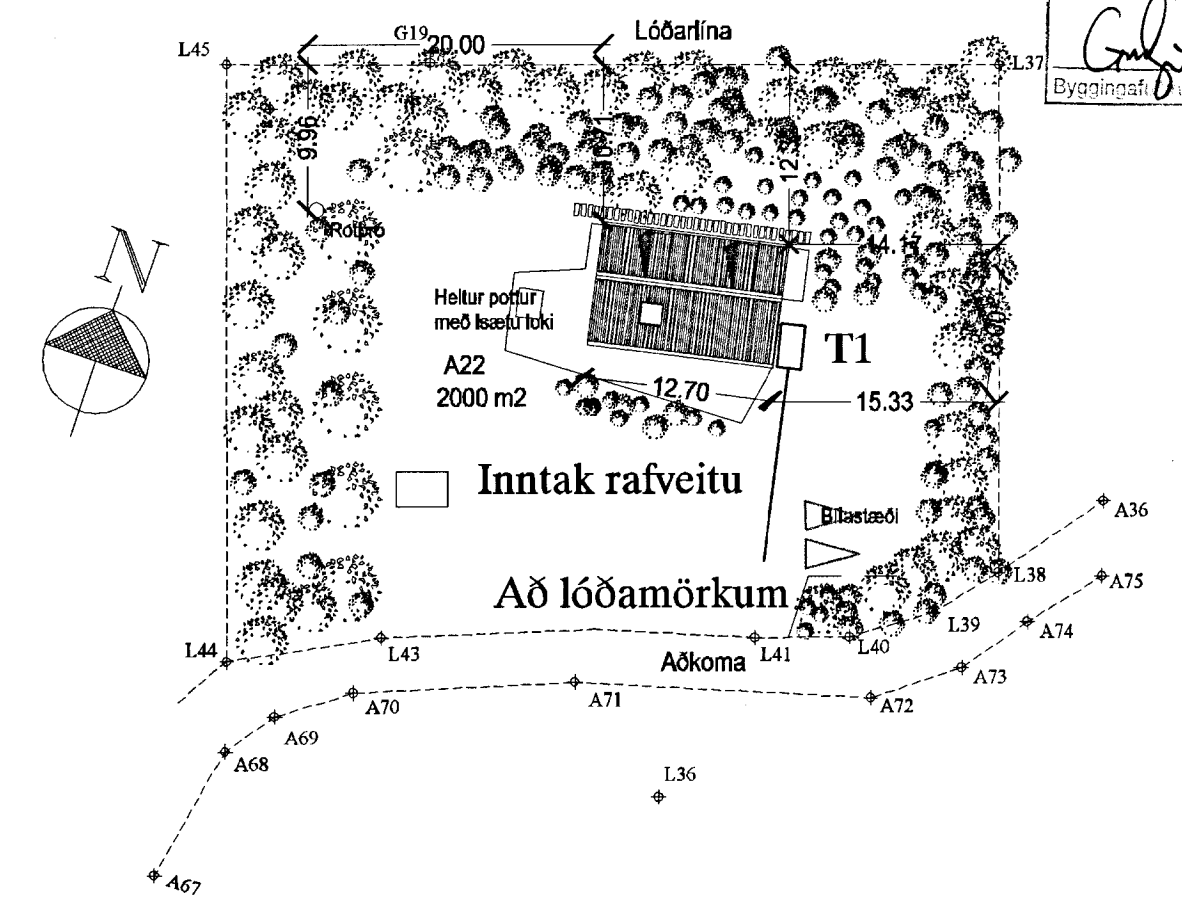 G19
20.00
Lóðarlína
L45
L37
9.96
Rotþró
14.17
N
Heitur pottur
með læstu loki
T1
A22
2000 m2
12.70
15.33
Inntak rafveitu
Bílastæði
A36
Að lóðamörkum
L38
A75
L39
A74
L44
L43
L41
L40
Aðkoma
A73
A70
A71
A72
A69
A68
L36
A67